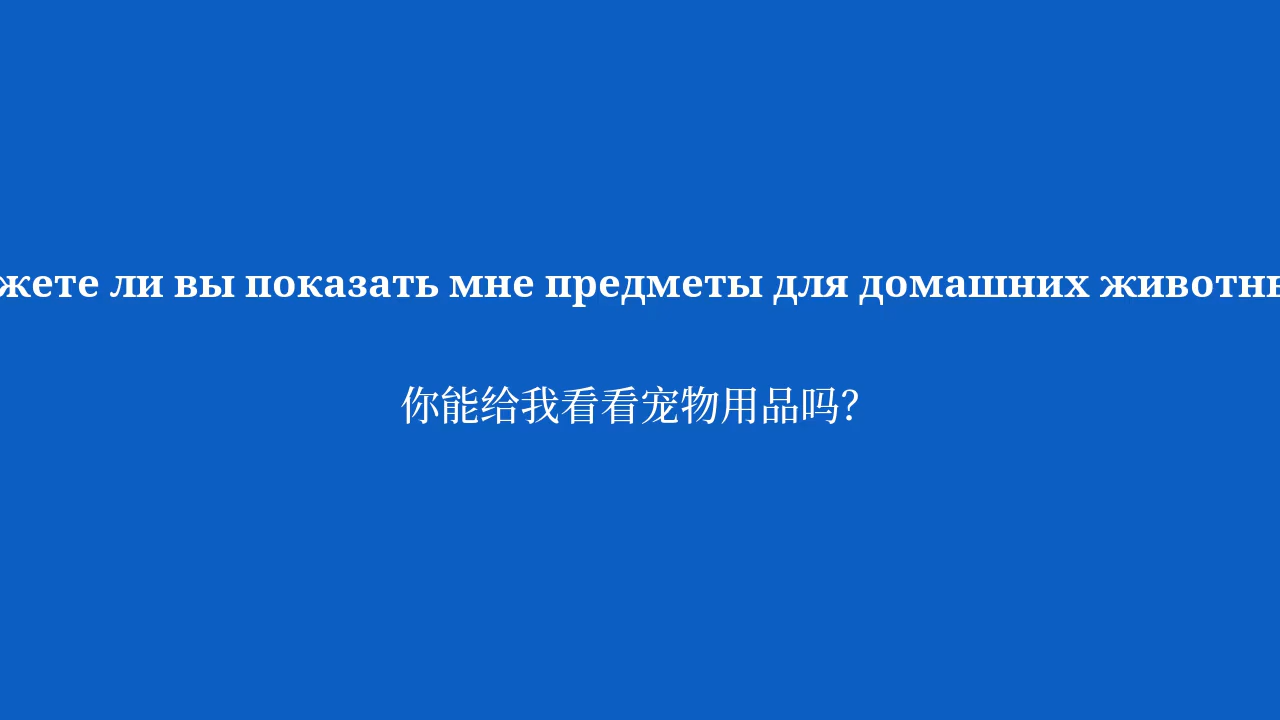 ли вы показать мне предметы для домашних
你能给我看看宠物用品吗?